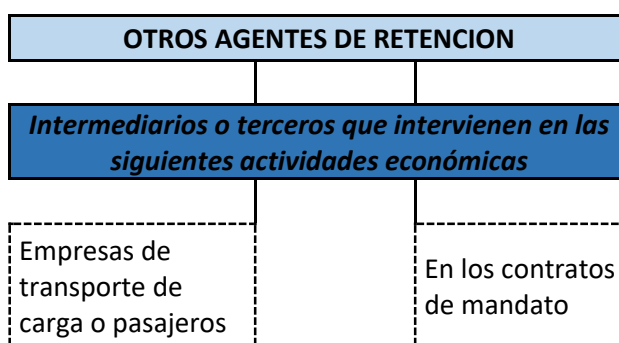 OTROS AGENTES DE RETENCION
Intermediarios o terceros que intervienen en las
siguientes actividades económicas
Empresas de
transporte de
carga o pasajeros
En los contratos
de mandato